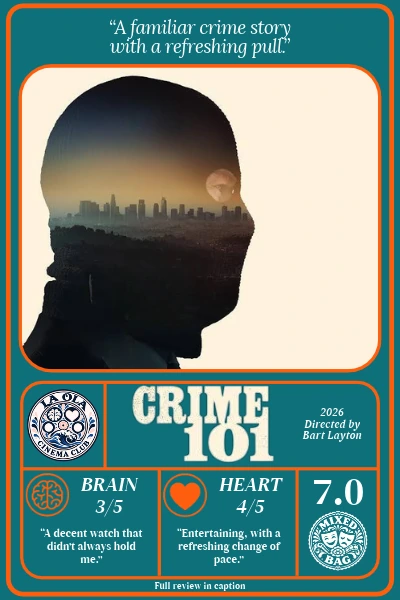 “A familiar crime story
with a refreshing pull.”
LA OLA
CINEMA CLUB
CRIME
101
2026
Directed by
Bart Layton
BRAIN
3/5
“A decent watch that
didn't always hold
me.”
HEART
4/5
“Entertaining, with a
refreshing change of
pace.”
7.0
MIXED
BAG
Full review in caption